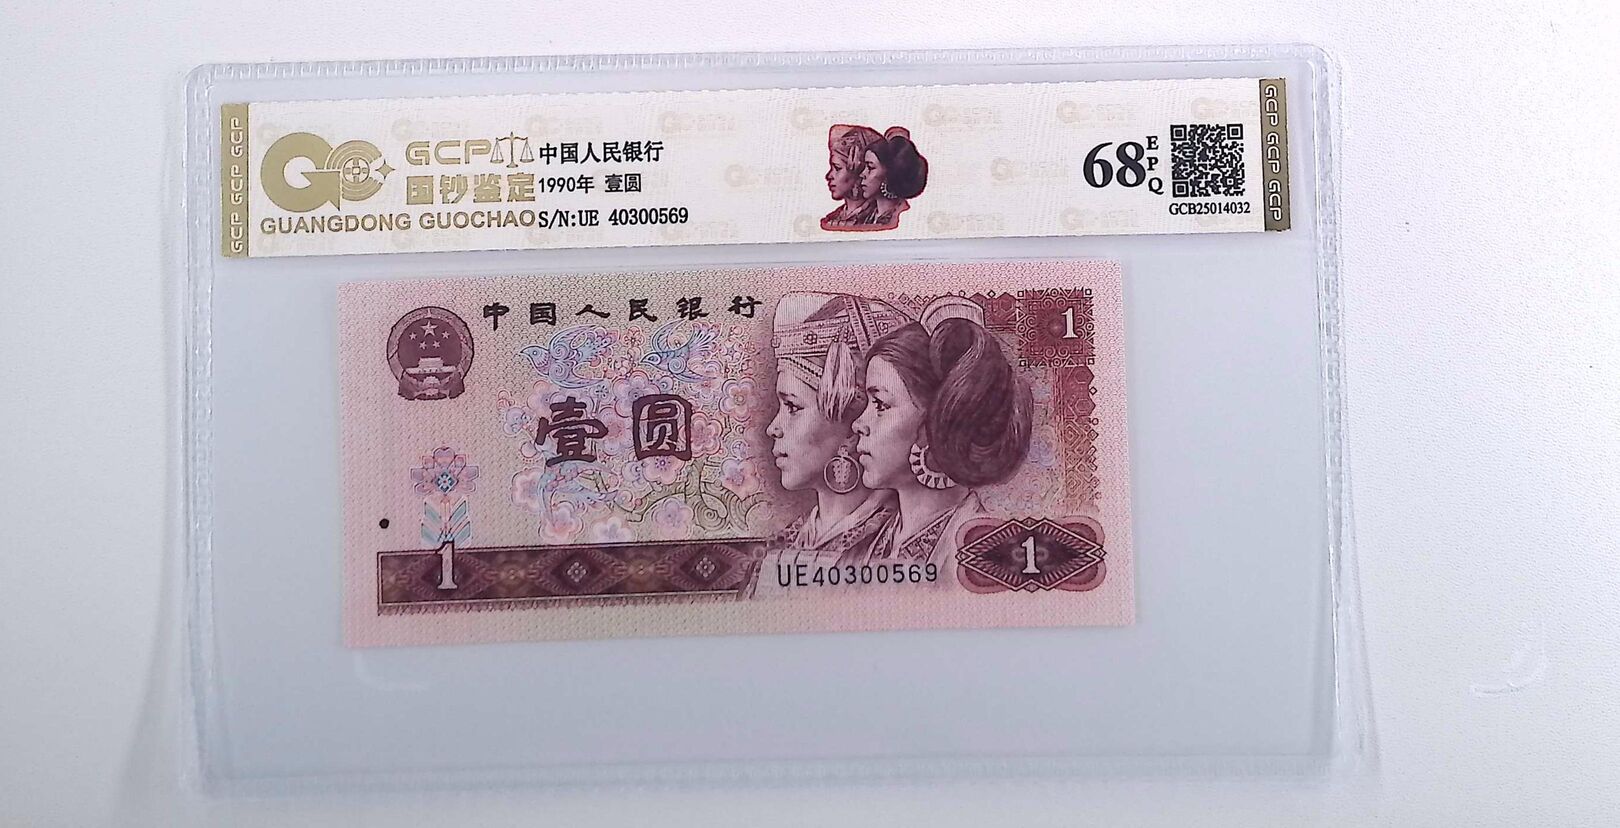 GCP GCP GCP
GCP
国钞鉴定
GUANGDONG GUOCHAO
中国人民银行
1990年 壹圆
S/N:UE 40300569
68
EPQ
GCB25014032
GCP GCP GCP
中国人民银行
1
壹圆
1
UE40300569
1